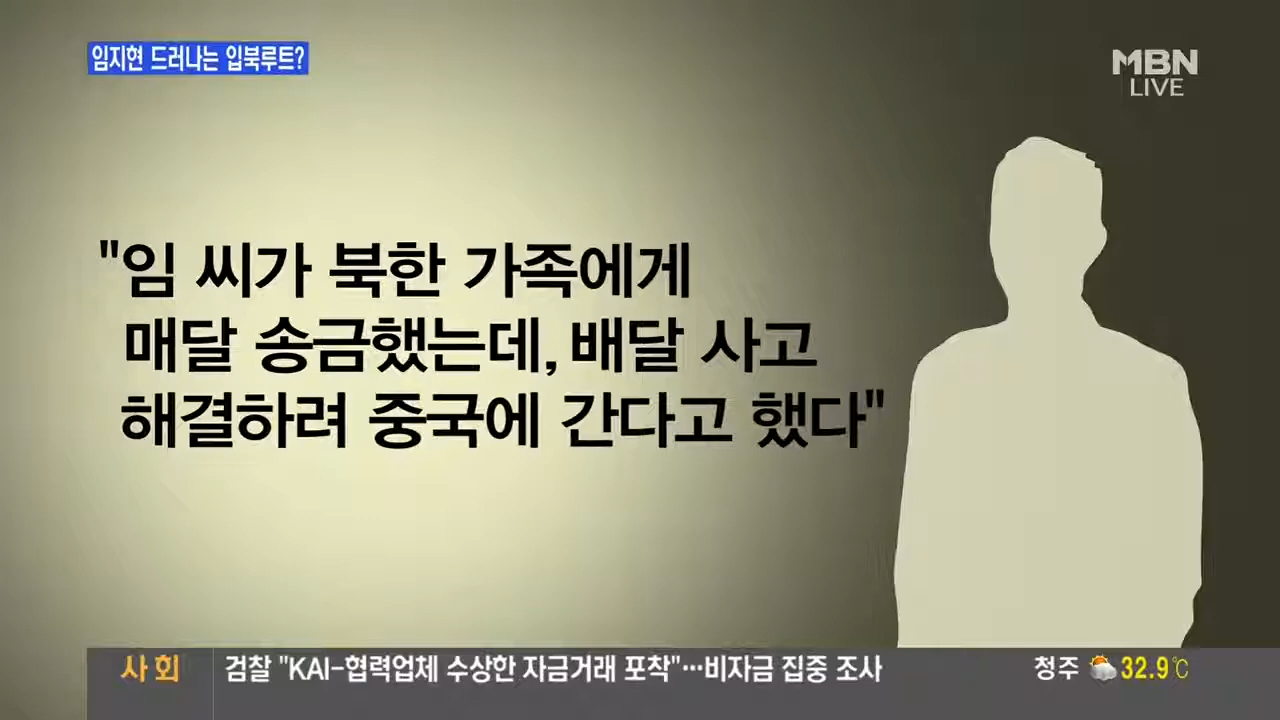 임지현 드러나는 입북루트?
MBN
LIVE
"임 씨가 북한 가족에게
매달 송금했는데, 배달 사고
해결하려 중국에 간다고 했다"
사회 검찰 "KAI-협력업체 수상한 자금거래 포착"…비자금 집중 조사 청주 32.9℃